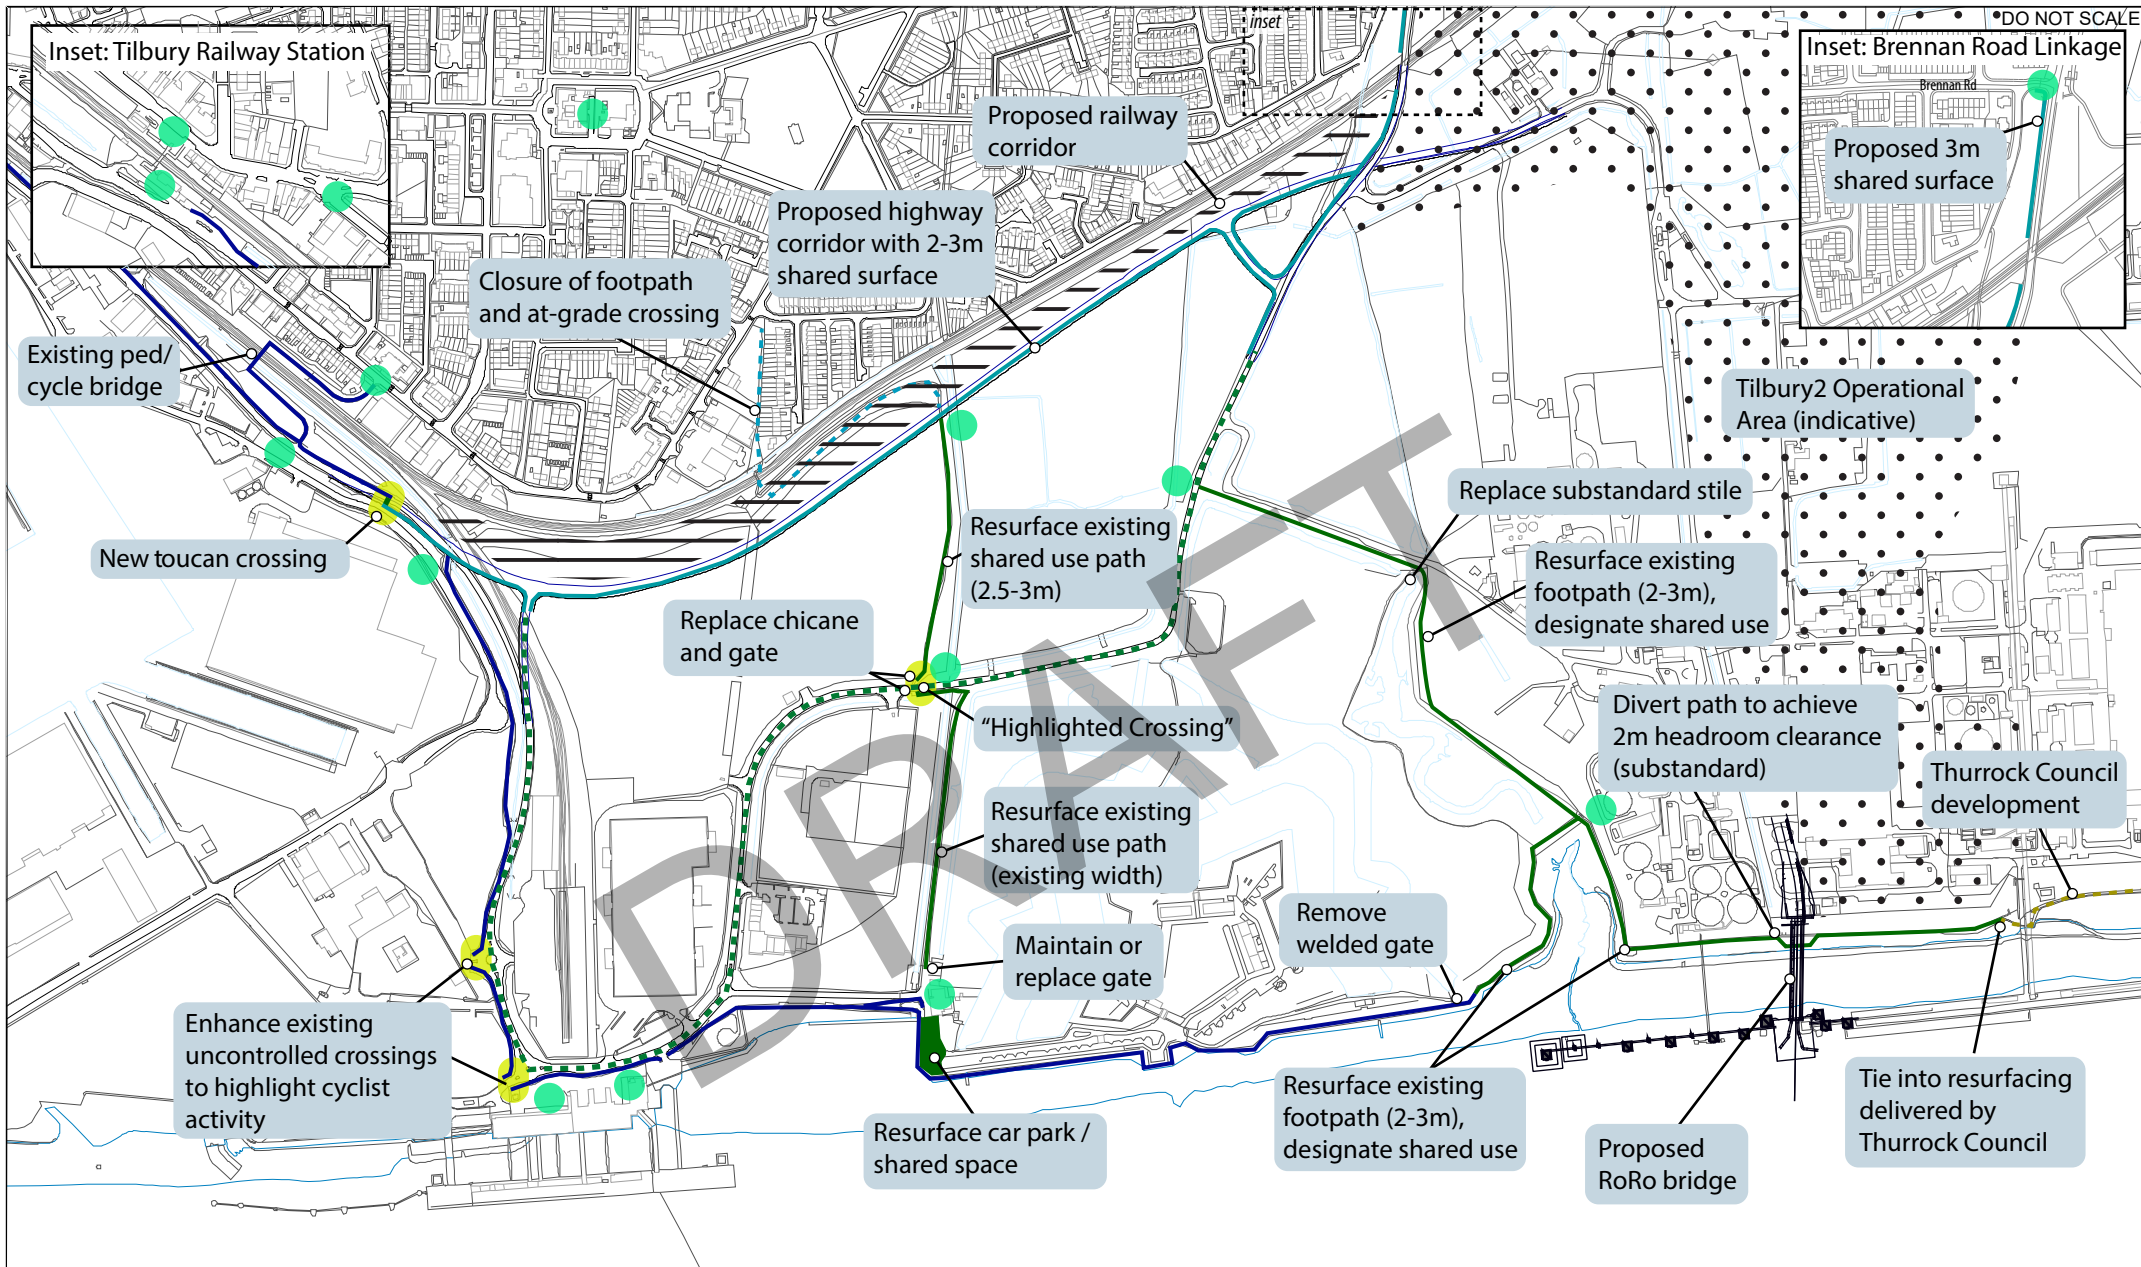 inset
DO NOT SCALE
Inset: Tilbury Railway Station
Inset: Brennan Road Linkage
Brennan Rd
Proposed 3m
shared surface
Proposed railway
corridor
Proposed highway
corridor with 2-3m
shared surface
Closure of footpath
and at-grade crossing
Existing ped/
cycle bridge
Tilbury2 Operational
Area (indicative)
Replace substandard stile
New toucan crossing
Resurface existing
shared use path
(2.5-3m)
Resurface existing
footpath (2-3m),
designate shared use
Replace chicane
and gate
“Highlighted Crossing”
Divert path to achieve
2m headroom clearance
(substandard)
Thurrock Council
development
Resurface existing
shared use path
(existing width)
Remove
welded gate
Maintain or
replace gate
Enhance existing
uncontrolled crossings
to highlight cyclist
activity
Resurface car park /
shared space
Resurface existing
footpath (2-3m),
designate shared use
Proposed
RoRo bridge
Tie into resurfacing
delivered by
Thurrock Council
DRAFT